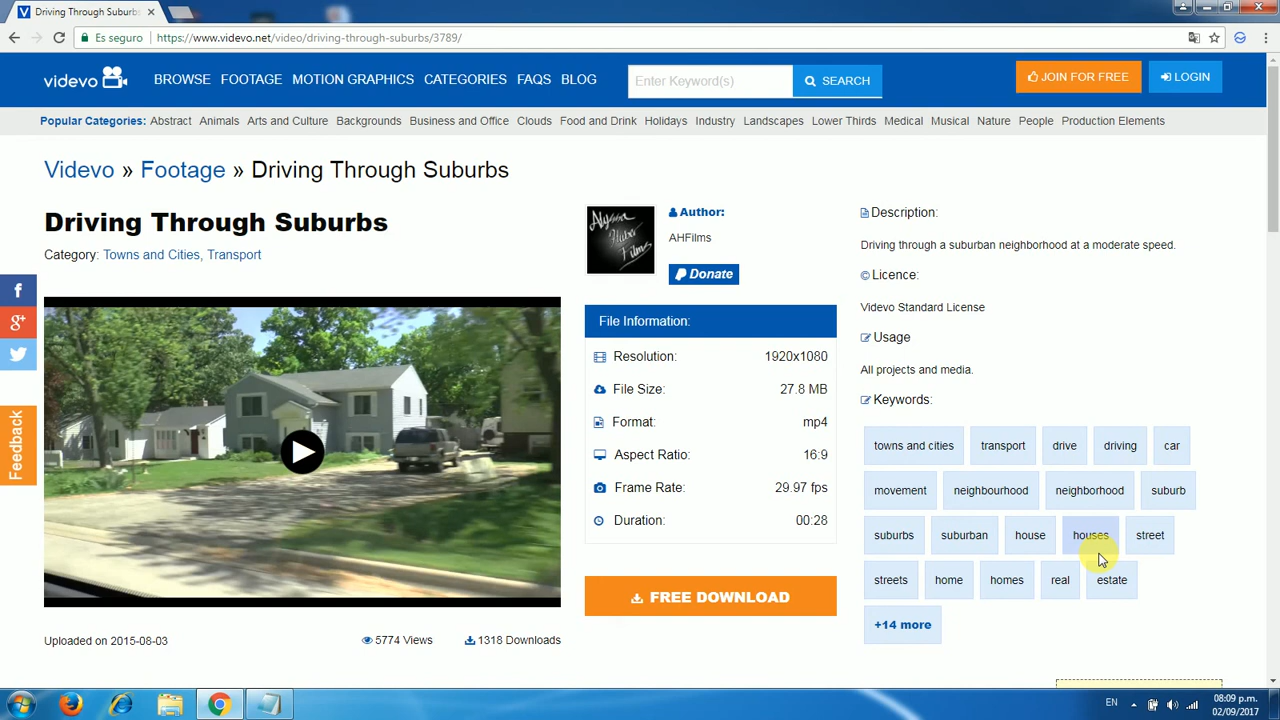 Driving Through Suburbs
Es seguro
https://www.videvo.net/video/driving-through-suburbs/3789/
videvo
BROWSE FOOTAGE MOTION GRAPHICS CATEGORIES FAQS BLOG
Enter Keyword(s)
SEARCH
JOIN FOR FREE
LOGIN
Popular Categories: Abstract Animals Arts and Culture Backgrounds Business and Office Clouds Food and Drink Holidays Industry Landscapes Lower Thirds Medical Musical Nature People Production Elements
Videvo » Footage » Driving Through Suburbs
Driving Through Suburbs
Category: Towns and Cities, Transport
Feedback
Uploaded on 2015-08-03
5774 Views
1318 Downloads
Alyssa
Huber
Films
Author:
AHFilms
Donate
File Information:
Resolution: 1920x1080
File Size: 27.8 MB
Format: mp4
Aspect Ratio: 16:9
Frame Rate: 29.97 fps
Duration: 00:28
FREE DOWNLOAD
Description:
Driving through a suburban neighborhood at a moderate speed.
Licence:
Videvo Standard License
Usage
All projects and media.
Keywords:
towns and cities transport drive driving car
movement neighbourhood neighborhood suburb
suburbs suburban house houses street
streets home homes real estate
+14 more
EN
08:09 p.m.
02/09/2017